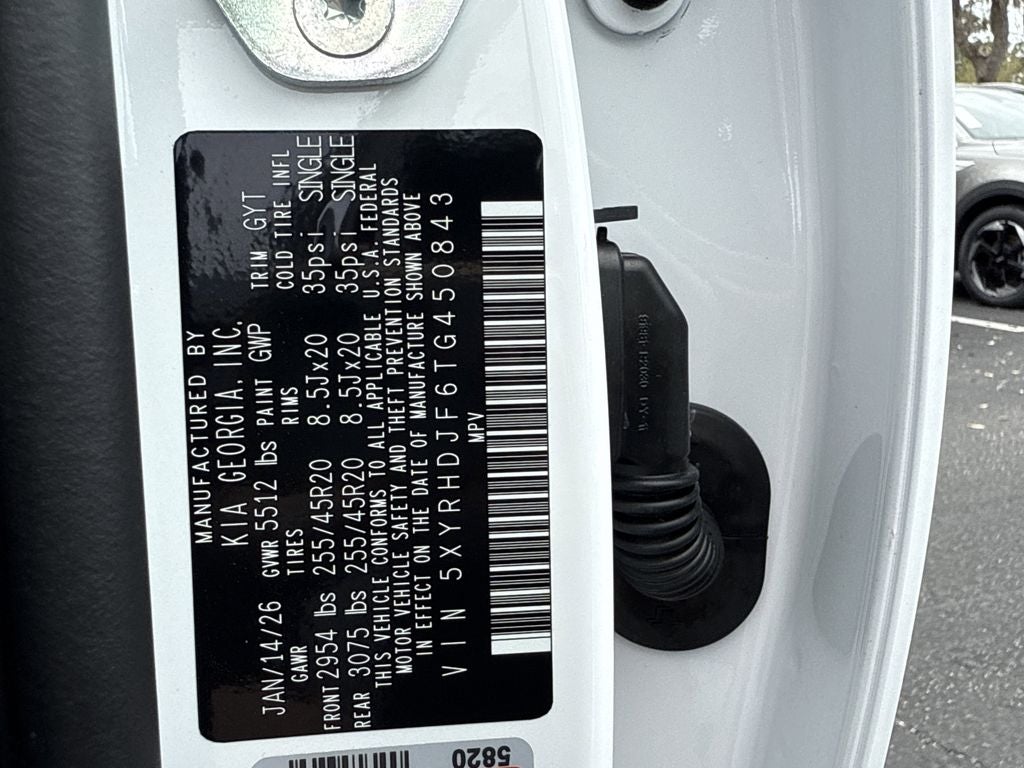 MANUFACTURED BY
KIA GEORGIA, INC.
JAN/14/26 GWR 5512 lbs PAINT GWP TRIM GYT
GAWR TIRES RIMS COLD TIRE INFL
FRONT 2954 lbs 255/45R20 8.5Jx20 35psi SINGLE
REAR 3075 lbs 255/45R20 8.5Jx20 35psi SINGLE
THIS VEHICLE CONFORMS TO ALL APPLICABLE U.S.A. FEDERAL
MOTOR VEHICLE SAFETY AND THEFT PREVENTION STANDARDS
IN EFFECT ON THE DATE OF MANUFACTURE SHOWN ABOVE
VIN 5XYRHDJF6TG450843
MPV
5820